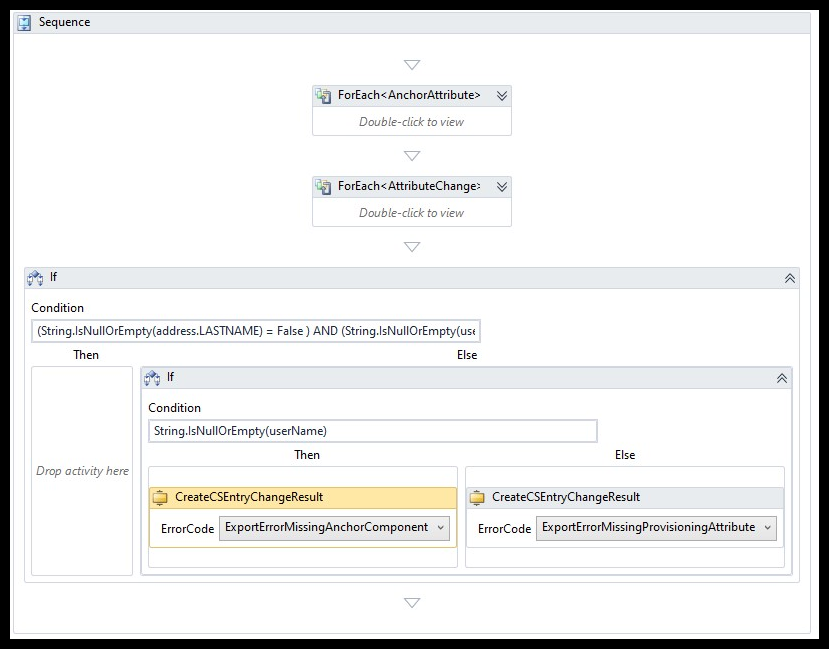 Sequence
ForEach<AnchorAttribute>
Double-click to view
ForEach<AttributeChange>
Double-click to view
If
Condition
(String.IsNullOrEmpty(address.LASTNAME) = False ) AND (String.IsNullOrEmpty(use
Then Else
If
Condition
String.IsNullOrEmpty(userName)
Then Else
Drop activity here
CreateCSEntryChangeResult CreateCSEntryChangeResult
ErrorCode ExportErrorMissingAnchorComponent ErrorCode ExportErrorMissingProvisioningAttribute